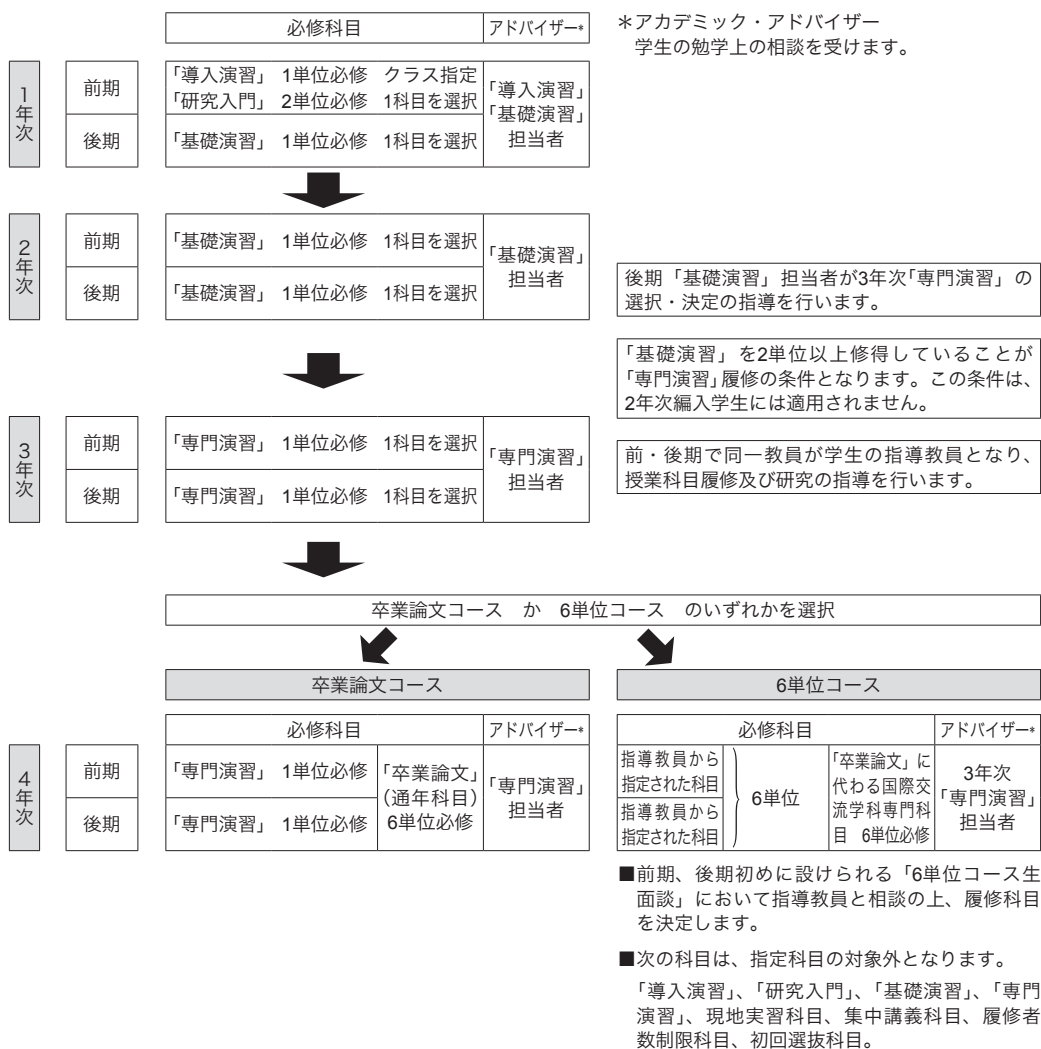 必修科目 アドバイザー*
＊アカデミック・アドバイザー
学生の勉学上の相談を受けます。
1年次
前期
「導入演習」 1単位必修 クラス指定
「研究入門」 2単位必修 1科目を選択
後期
「基礎演習」 1単位必修 1科目を選択
「導入演習」
「基礎演習」
担当者
2年次
前期
「基礎演習」 1単位必修 1科目を選択
後期
「基礎演習」 1単位必修 1科目を選択
「基礎演習」
担当者
後期「基礎演習」担当者が3年次「専門演習」の
選択・決定の指導を行います。
「基礎演習」を2単位以上修得していることが
「専門演習」履修の条件となります。この条件は、
2年次編入学生には適用されません。
3年次
前期
「専門演習」 1単位必修 1科目を選択
後期
「専門演習」 1単位必修 1科目を選択
「専門演習」
担当者
前・後期で同一教員が学生の指導教員となり、
授業科目履修及び研究の指導を行います。
卒業論文コース か 6単位コース のいずれかを選択
卒業論文コース
6単位コース
必修科目 アドバイザー*
4年次
前期
「専門演習」 1単位必修
後期
「専門演習」 1単位必修
「卒業論文」
（通年科目）
6単位必修
「専門演習」
担当者
必修科目 アドバイザー*
指導教員から
指定された科目
指導教員から
指定された科目
6単位
「卒業論文」に
代わる国際交
流学科専門科
目 6単位必修
3年次
「専門演習」
担当者
■前期、後期初めに設けられる「6単位コース生
面談」において指導教員と相談の上、履修科目
を決定します。
■次の科目は、指定科目の対象外となります。
「導入演習」、「研究入門」、「基礎演習」、「専門
演習」、現地実習科目、集中講義科目、履修者
数制限科目、初回選抜科目。